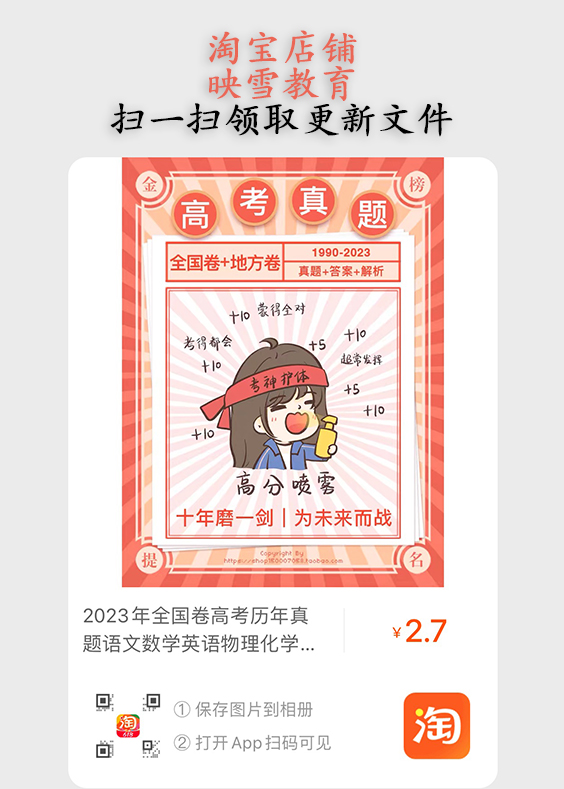 淘宝店铺
映雪教育
扫一扫领取更新文件
金 榜
高考真题
全国卷+地方卷
1990-2023
真题+答案+解析
+10 蒙得全对
考得都会
+5
+10
+10
超常发挥
考神护体
+5
+10
+10
高分喷雾
十年磨一剑｜为未来而战
提 名
Copyright By
2023年全国卷高考历年真
题语文数学英语物理化学...
¥2.7
淘
618
① 保存图片到相册
② 打开App扫码可见
淘